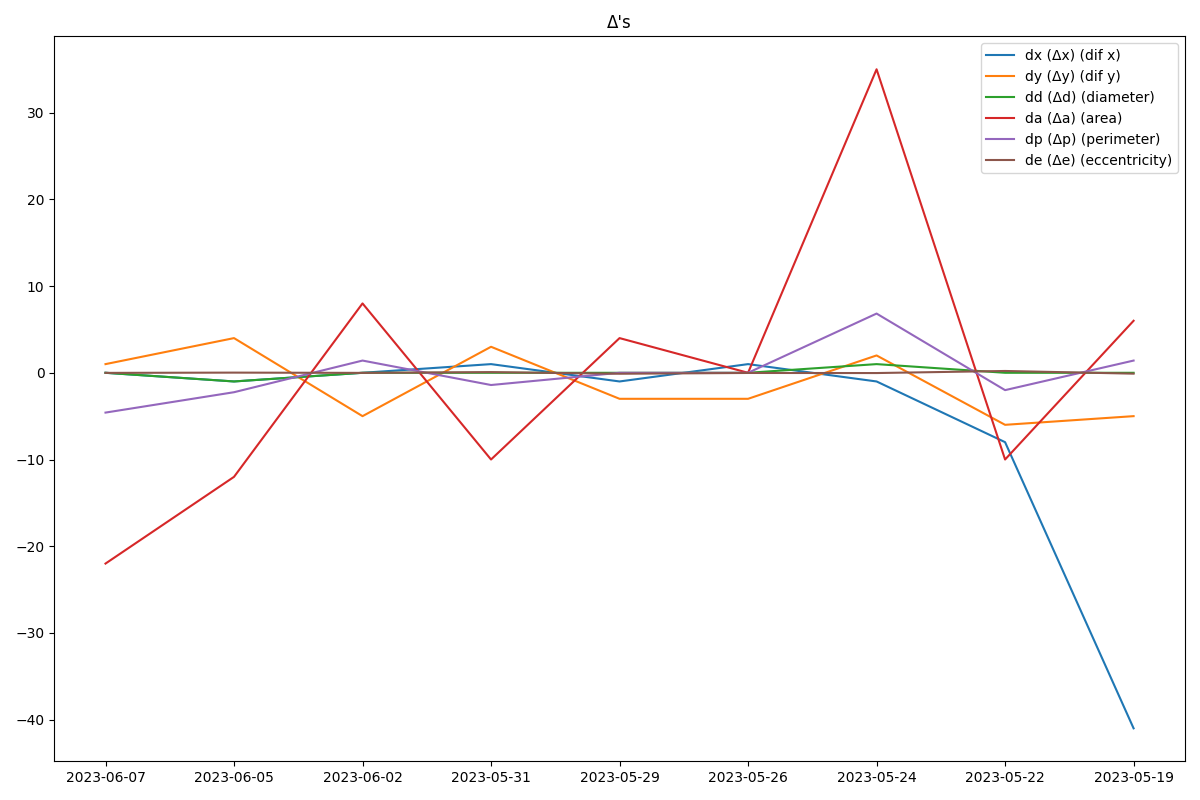 Δ's
dx (Δx) (dif x)
dy (Δy) (dif y)
dd (Δd) (diameter)
da (Δa) (area)
dp (Δp) (perimeter)
de (Δe) (eccentricity)
30
20
10
0
−10
−20
−30
−40
2023-06-07 2023-06-05 2023-06-02 2023-05-31 2023-05-29 2023-05-26 2023-05-24 2023-05-22 2023-05-19